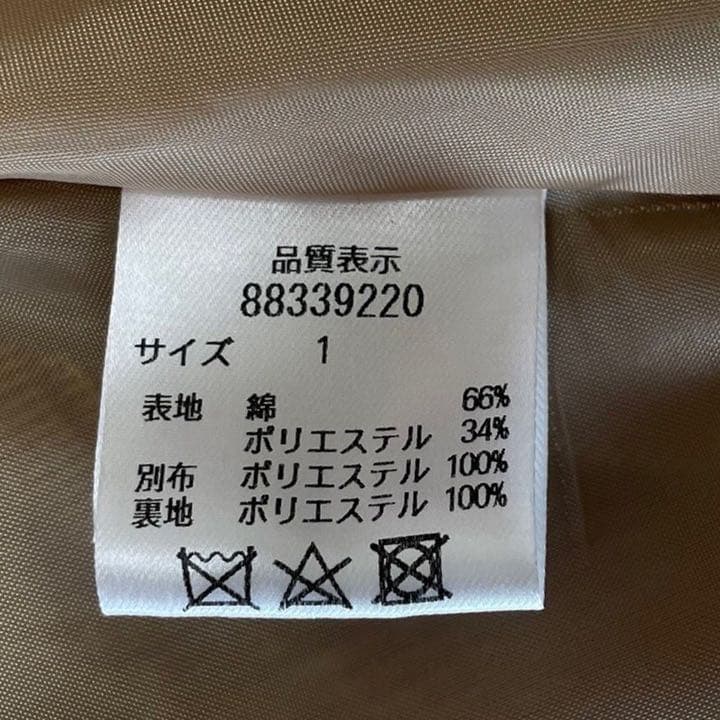 品質表示
88339220
サイズ 1
表地 綿 66%
ポリエステル 34%
別布 ポリエステル 100%
裏地 ポリエステル 100%